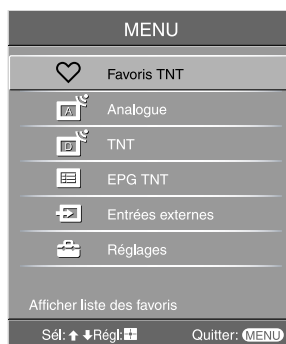 MENU
Favoris TNT
A Analogue
D TNT
EPG TNT
Entrées externes
Réglages
Afficher liste des favoris
Sél: Régl: Quitter: MENU